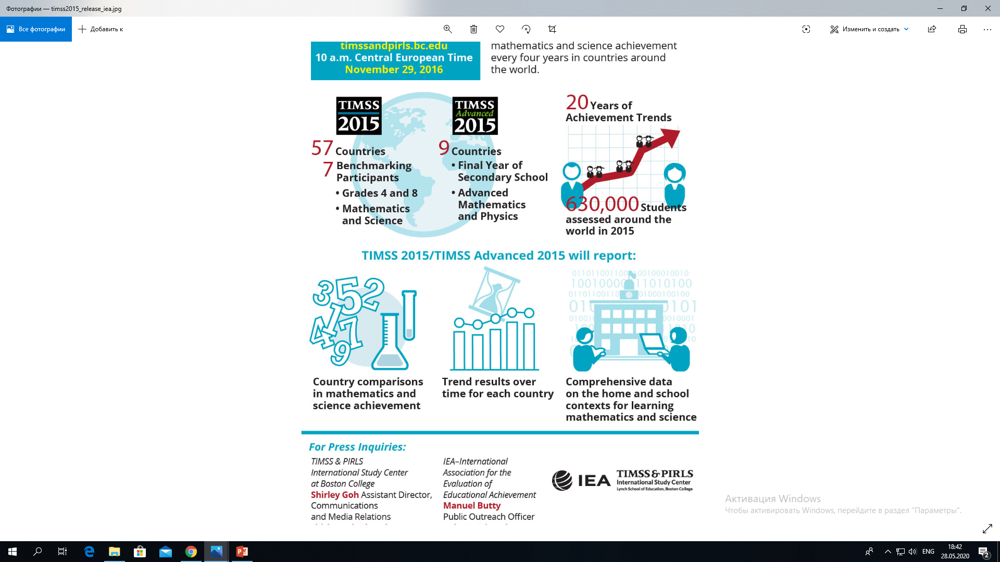 Фотографии — timss2015_release_iea.jpg
Все фотографии
Добавить к
Изменить и создать
timssandpirls.bc.edu
10 a.m. Central European Time
November 29, 2016
mathematics and science achievement
every four years in countries around
the world.
TIMSS
2015
57 Countries
7 Benchmarking
Participants
• Grades 4 and 8
• Mathematics
and Science
TIMSS
Advanced
2015
9 Countries
• Final Year of
Secondary School
• Advanced
Mathematics
and Physics
20 Years of
Achievement Trends
630,000 Students
assessed around the
world in 2015
TIMSS 2015/TIMSS Advanced 2015 will report:
3 5 2
4 1 7
9
Country comparisons
in mathematics and
science achievement
Trend results over
time for each country
Comprehensive data
on the home and school
contexts for learning
mathematics and science
For Press Inquiries:
TIMSS & PIRLS
International Study Center
at Boston College
Shirley Goh Assistant Director,
Communications
and Media Relations
IEA–International
Association for the
Evaluation of
Educational Achievement
Manuel Butty
Public Outreach Officer
IEA
TIMSS & PIRLS
International Study Center
Lynch School of Education, Boston College
Активация Windows
Чтобы активировать Windows, перейдите в раздел "Параметры".
ENG
18:42
28.05.2020
2